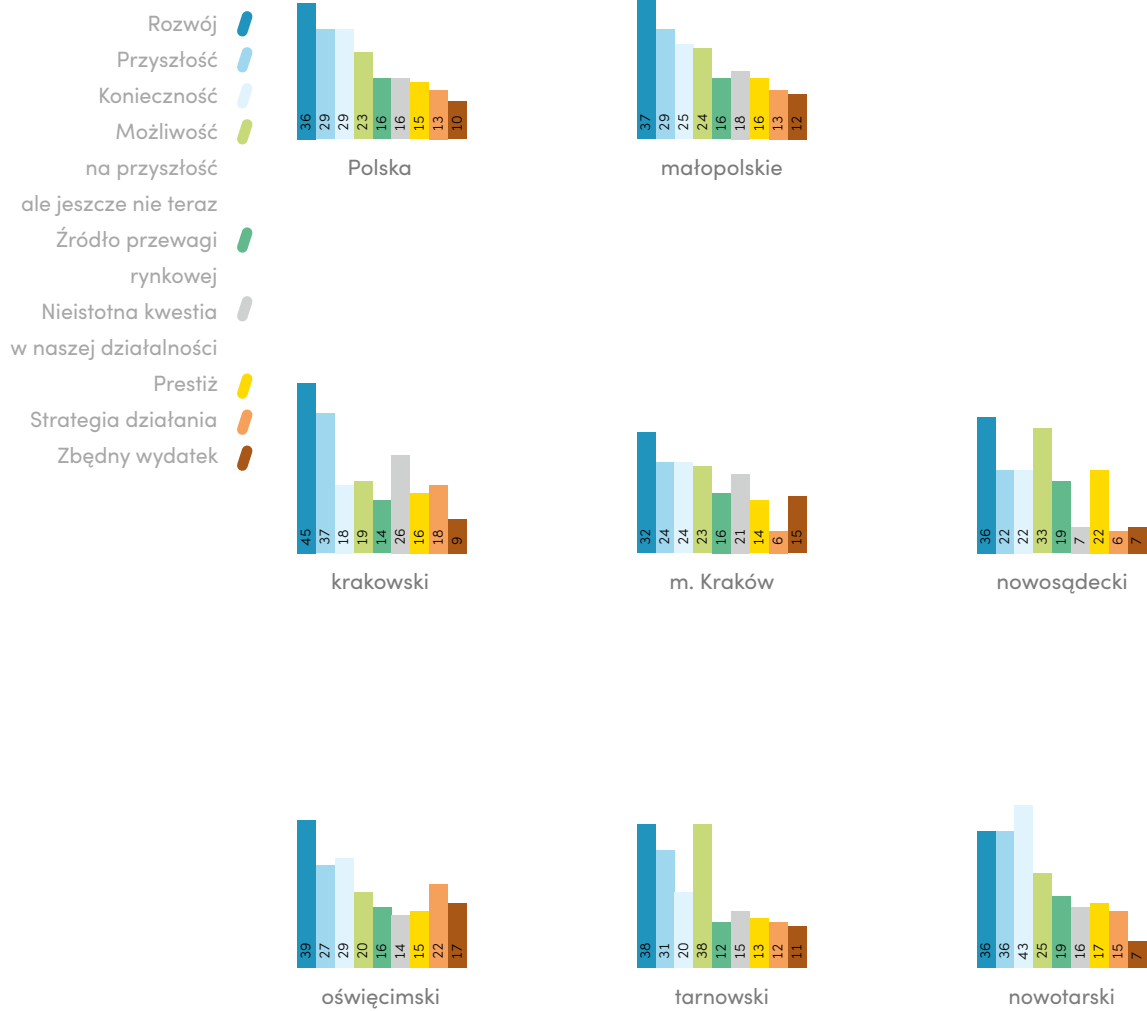 Rozwój
Przyszłość
Konieczność
Możliwość
na przyszłość
ale jeszcze nie teraz
Źródło przewagi
rynkowej
Nieistotna kwestia
w naszej działalności
Prestiż
Strategia działania
Zbędny wydatek
36 29 29 23 16 16 15 13 10
Polska
37 29 25 24 16 18 16 13 12
małopolskie
45 37 18 19 14 26 16 18 9
krakowski
32 24 24 23 16 21 14 6 15
m. Kraków
36 22 22 33 19 7 22 6 7
nowosądecki
39 27 29 20 16 14 15 22 17
oświęcimski
38 31 20 38 12 15 13 12 11
tarnowski
36 36 43 25 19 16 17 15 7
nowotarski